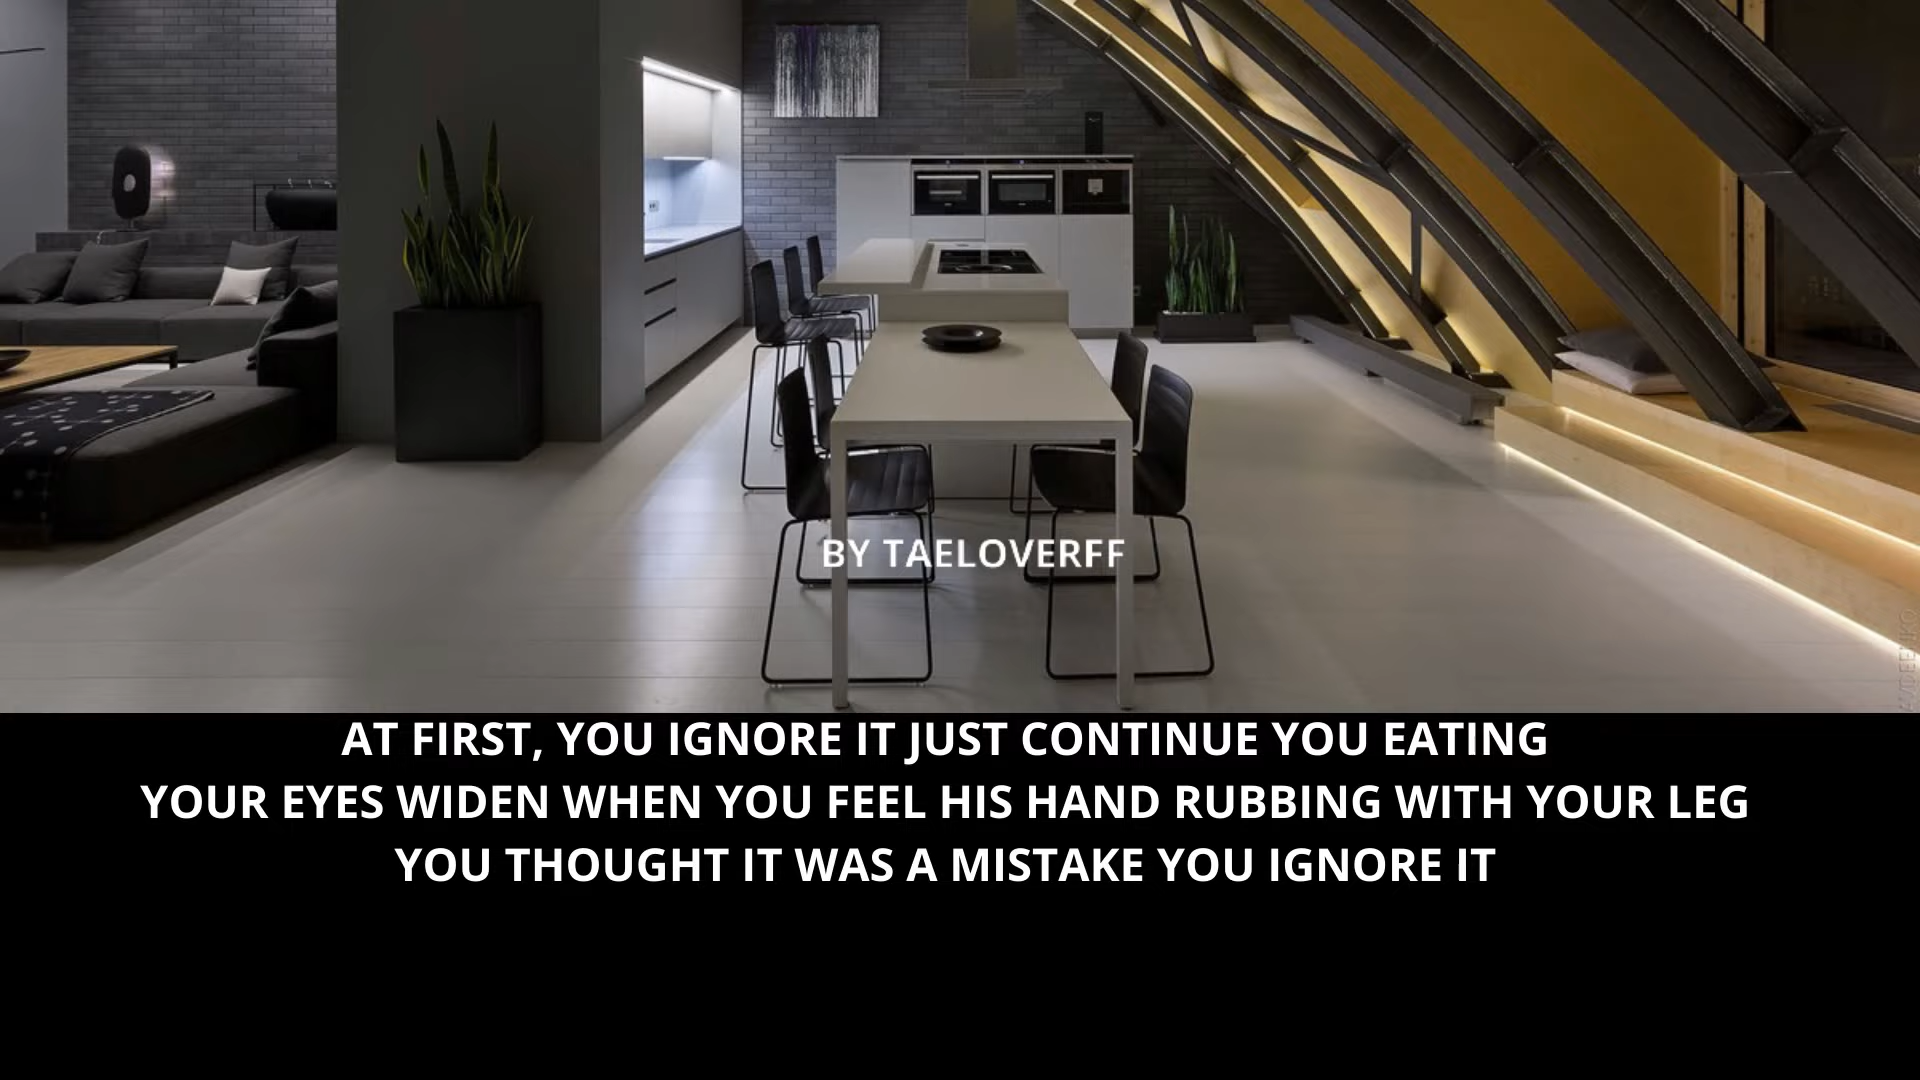 BY TAELOVERFF
AT FIRST, YOU IGNORE IT JUST CONTINUE YOU EATING
YOUR EYES WIDEN WHEN YOU FEEL HIS HAND RUBBING WITH YOUR LEG
YOU THOUGHT IT WAS A MISTAKE YOU IGNORE IT